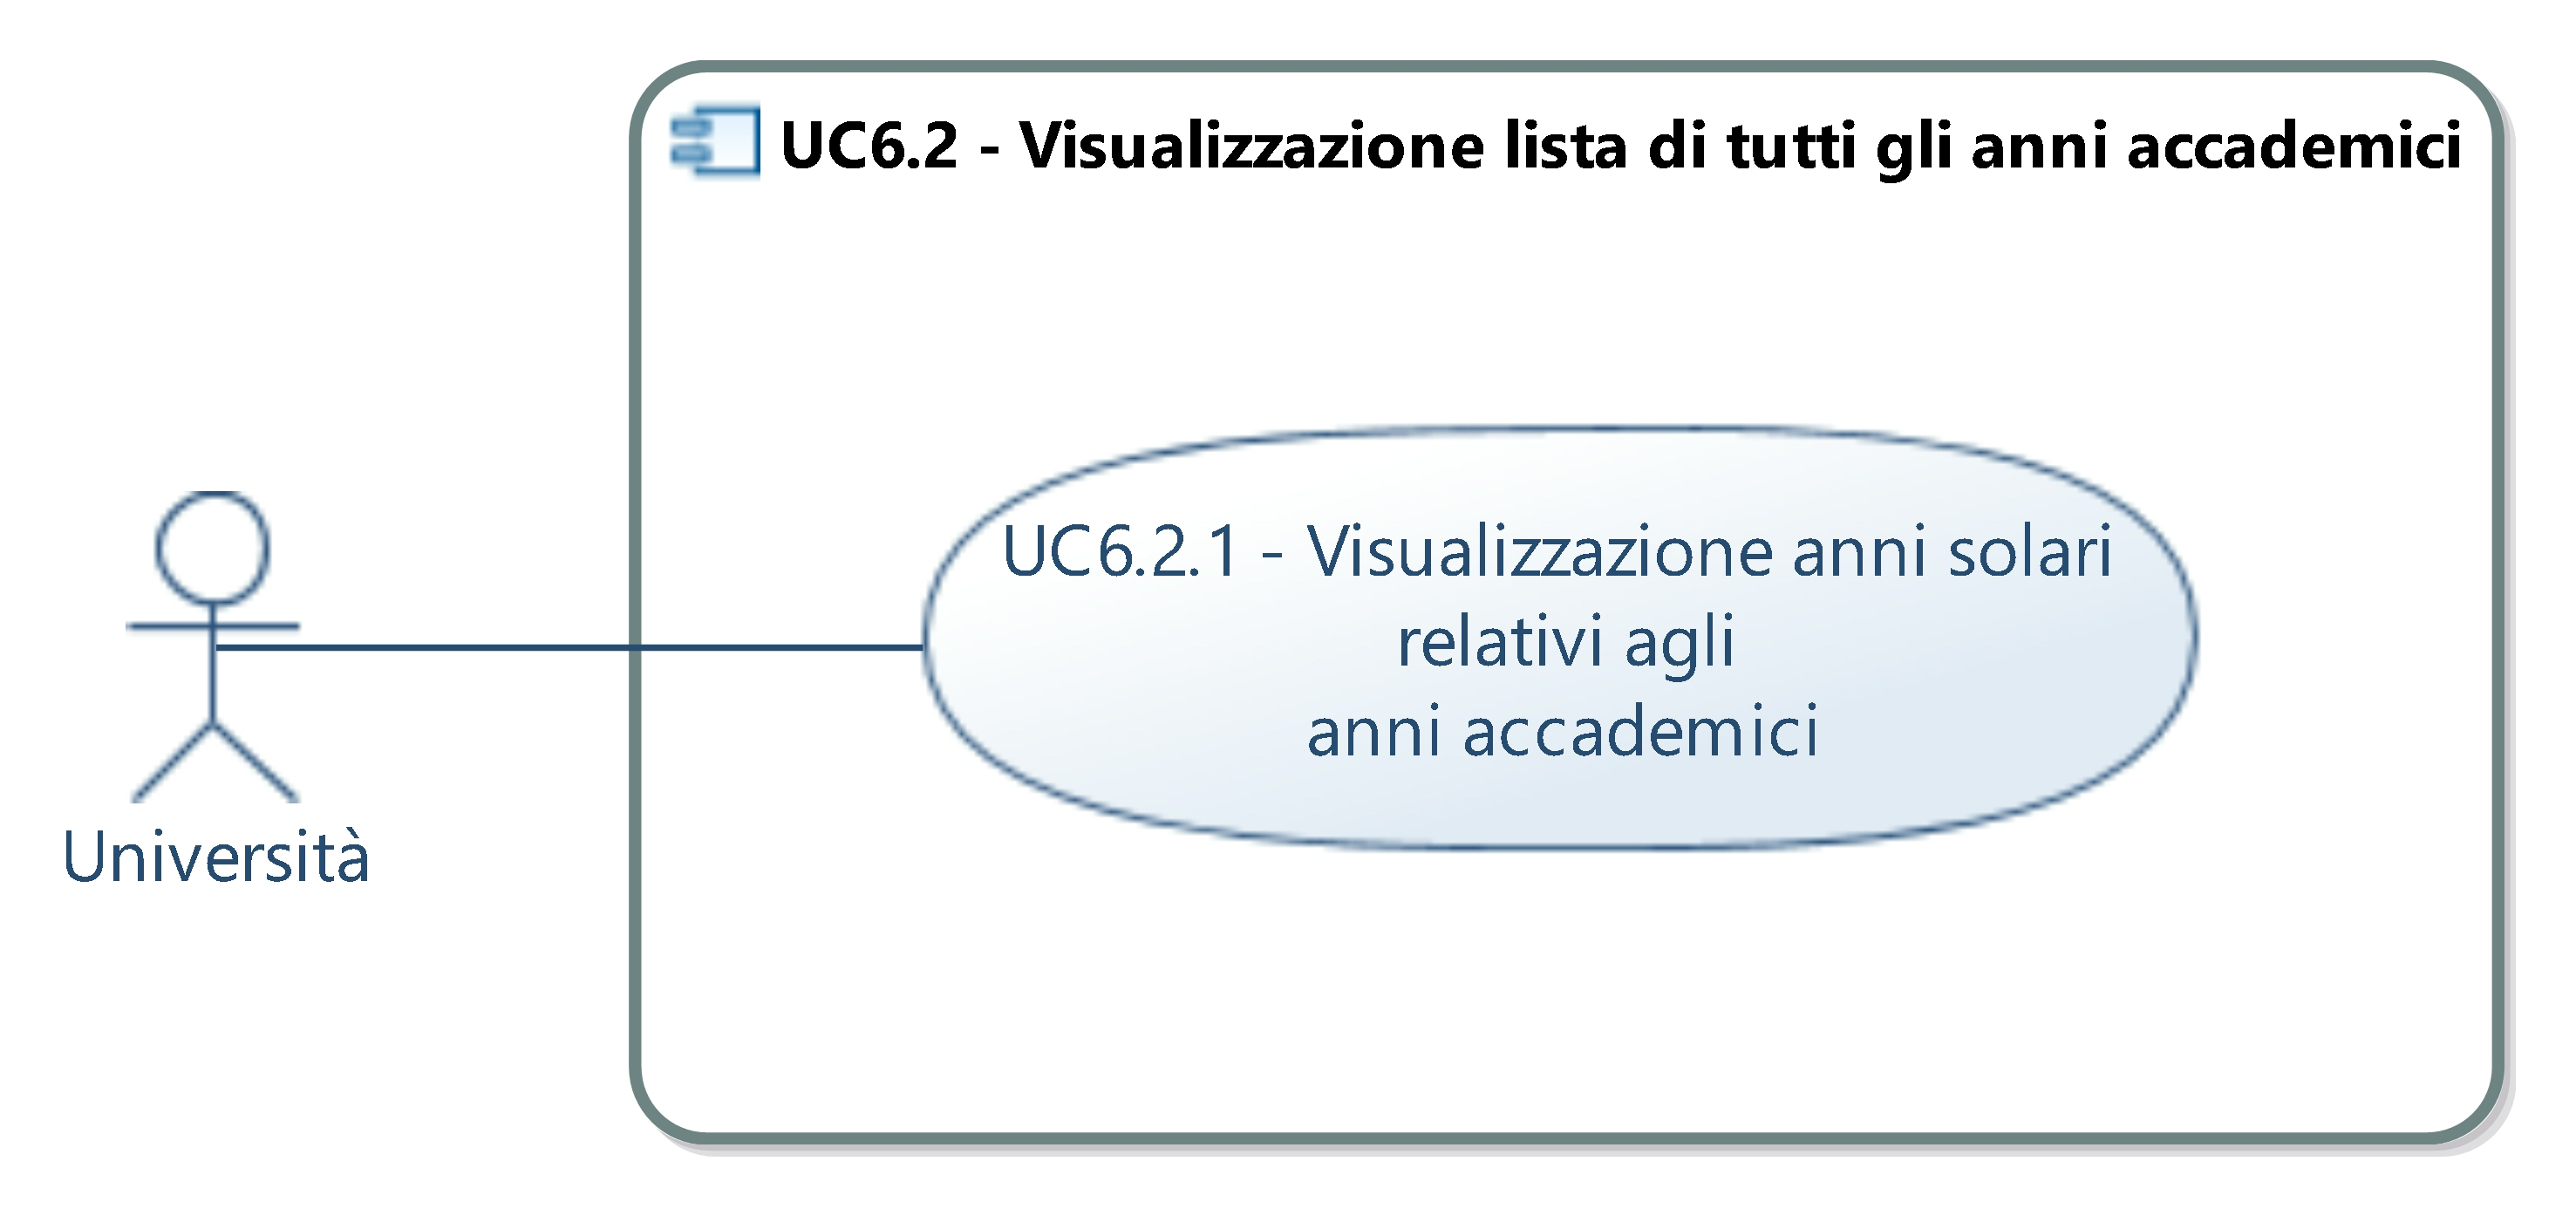 UC6.2 - Visualizzazione lista di tutti gli anni accademici
UC6.2.1 - Visualizzazione anni solari
relativi agli
anni accademici
Università